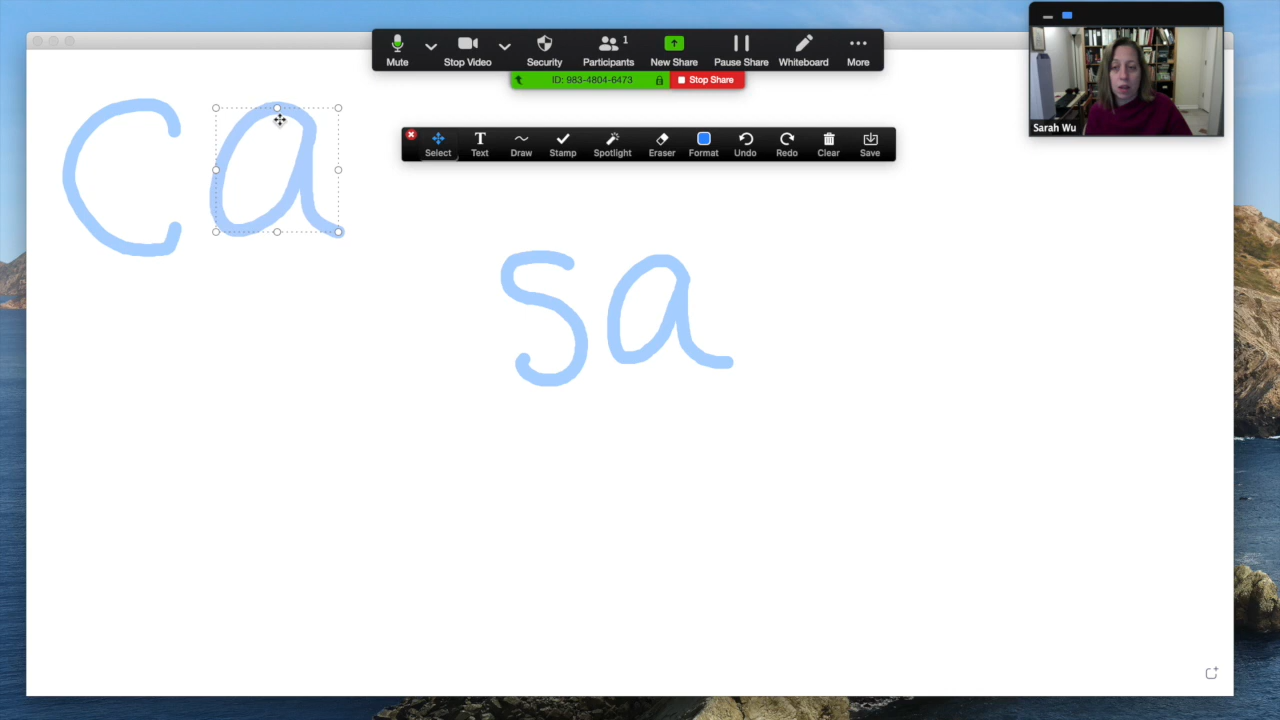 Mute
Stop Video
Security
Participants
1
New Share
Pause Share
Whiteboard
More
ID: 983-4804-6473
Stop Share
Select
Text
Draw
Stamp
Spotlight
Eraser
Format
Undo
Redo
Clear
Save
Sarah Wu
ca
sa